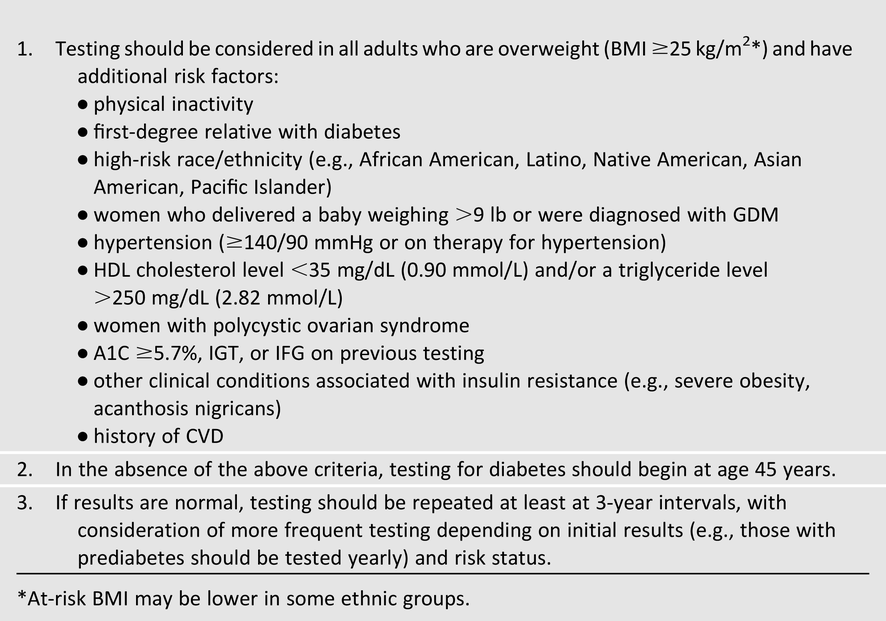 1. Testing should be considered in all adults who are overweight (BMI ≥25 kg/m²*) and have
additional risk factors:
● physical inactivity
● first-degree relative with diabetes
● high-risk race/ethnicity (e.g., African American, Latino, Native American, Asian
American, Pacific Islander)
● women who delivered a baby weighing >9 lb or were diagnosed with GDM
● hypertension (≥140/90 mmHg or on therapy for hypertension)
● HDL cholesterol level <35 mg/dL (0.90 mmol/L) and/or a triglyceride level
>250 mg/dL (2.82 mmol/L)
● women with polycystic ovarian syndrome
● A1C ≥5.7%, IGT, or IFG on previous testing
● other clinical conditions associated with insulin resistance (e.g., severe obesity,
acanthosis nigricans)
● history of CVD
2. In the absence of the above criteria, testing for diabetes should begin at age 45 years.
3. If results are normal, testing should be repeated at least at 3-year intervals, with
consideration of more frequent testing depending on initial results (e.g., those with
prediabetes should be tested yearly) and risk status.
*At-risk BMI may be lower in some ethnic groups.